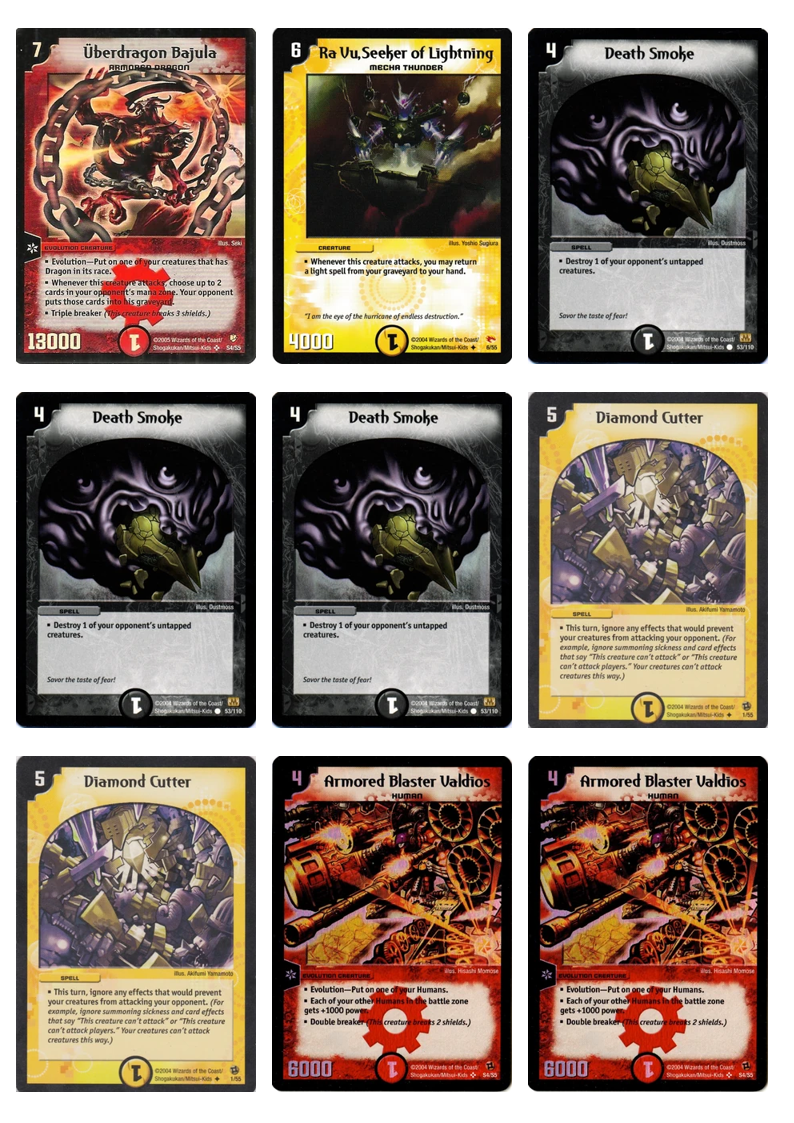 7
Überdragon Bajula
ARMORED DRAGON
Illus. Seki
EVOLUTION CREATURE
▪ Evolution—Put on one of your creatures that has
Dragon in its race.
▪ Whenever this creature attacks, choose up to 2
cards in your opponent's mana zone. Your opponent
puts those cards into his graveyard.
▪ Triple breaker (This creature breaks 3 shields.)
13000
1
©2005 Wizards of the Coast/
Shogakukan/Mitsui-Kids
S4/S5
6
Ra Vu, Seeker of Lightning
MECHA THUNDER
Illus. Yoshio Sugiura
CREATURE
▪ Whenever this creature attacks, you may return
a light spell from your graveyard to your hand.
"I am the eye of the hurricane of endless destruction."
4000
1
©2004 Wizards of the Coast/
Shogakukan/Mitsui-Kids
6/55
4
Death Smoke
Illus. Dustmoss
SPELL
▪ Destroy 1 of your opponent's untapped
creatures.
Savor the taste of fear!
1
©2004 Wizards of the Coast/
Shogakukan/Mitsui-Kids
53/110
4
Death Smoke
Illus. Dustmoss
SPELL
▪ Destroy 1 of your opponent's untapped
creatures.
Savor the taste of fear!
1
©2004 Wizards of the Coast/
Shogakukan/Mitsui-Kids
53/110
4
Death Smoke
Illus. Dustmoss
SPELL
▪ Destroy 1 of your opponent's untapped
creatures.
Savor the taste of fear!
1
©2004 Wizards of the Coast/
Shogakukan/Mitsui-Kids
53/110
5
Diamond Cutter
Illus. Akifumi Yamamoto
SPELL
▪ This turn, ignore any effects that would prevent
your creatures from attacking your opponent. (For
example, ignore summoning sickness and card effects
that say "This creature can't attack" or "This creature
can't attack players." Your creatures can't attack
creatures this way.)
1
©2004 Wizards of the Coast/
Shogakukan/Mitsui-Kids
1/55
5
Diamond Cutter
Illus. Akifumi Yamamoto
SPELL
▪ This turn, ignore any effects that would prevent
your creatures from attacking your opponent. (For
example, ignore summoning sickness and card effects
that say "This creature can't attack" or "This creature
can't attack players." Your creatures can't attack
creatures this way.)
1
©2004 Wizards of the Coast/
Shogakukan/Mitsui-Kids
1/55
4
Armored Blaster Valdios
HUMAN
Illus. Hisashi Momose
EVOLUTION CREATURE
▪ Evolution—Put on one of your Humans.
▪ Each of your other Humans in the battle zone
gets +1000 power.
▪ Double breaker (This creature breaks 2 shields.)
6000
1
©2004 Wizards of the Coast/
Shogakukan/Mitsui-Kids
S4/S5
4
Armored Blaster Valdios
HUMAN
Illus. Hisashi Momose
EVOLUTION CREATURE
▪ Evolution—Put on one of your Humans.
▪ Each of your other Humans in the battle zone
gets +1000 power.
▪ Double breaker (This creature breaks 2 shields.)
6000
1
©2004 Wizards of the Coast/
Shogakukan/Mitsui-Kids
S4/S5